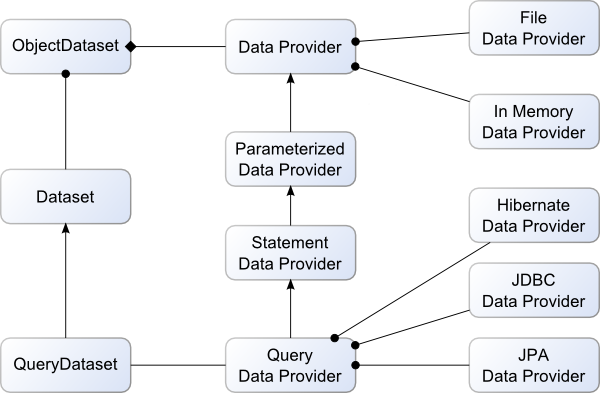 ObjectDataset
Data Provider
File
Data Provider
In Memory
Data Provider
Parameterized
Data Provider
Dataset
Hibernate
Data Provider
Statement
Data Provider
JDBC
Data Provider
QueryDataset
Query
Data Provider
JPA
Data Provider